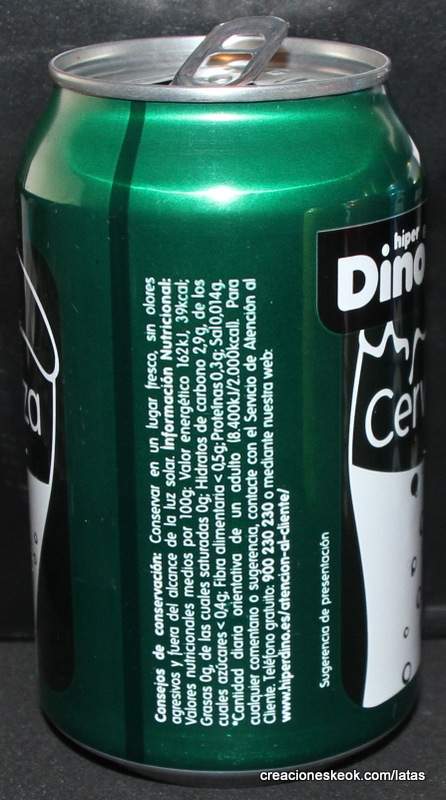 Consejos de conservación: Conservar en un lugar fresco, sin olores
agresivos y fuera del alcance de la luz solar. Información Nutricional:
Valores nutricionales medios por 100g: Valor energético 162kJ, 39kcal;
Grasas 0g, de las cuales saturadas 0g; Hidratos de carbono 2,9g, de los
cuales azúcares < 0,4g; Fibra alimentaria < 0,5g; Proteínas 0,3g; Sal 0,014g.
*Cantidad diaria orientativa de un adulto (8.400kJ/2.000kcal). Para
cualquier comentario o sugerencia, contacte con el Servicio de Atención al
Cliente. Teléfono gratuito: 900 230 230 o mediante nuestra web:
www.hiperdino.es/atencion-al-cliente/
Sugerencia de presentación
hiper
Dino
Cerv
za
creacioneskeok.com/latas